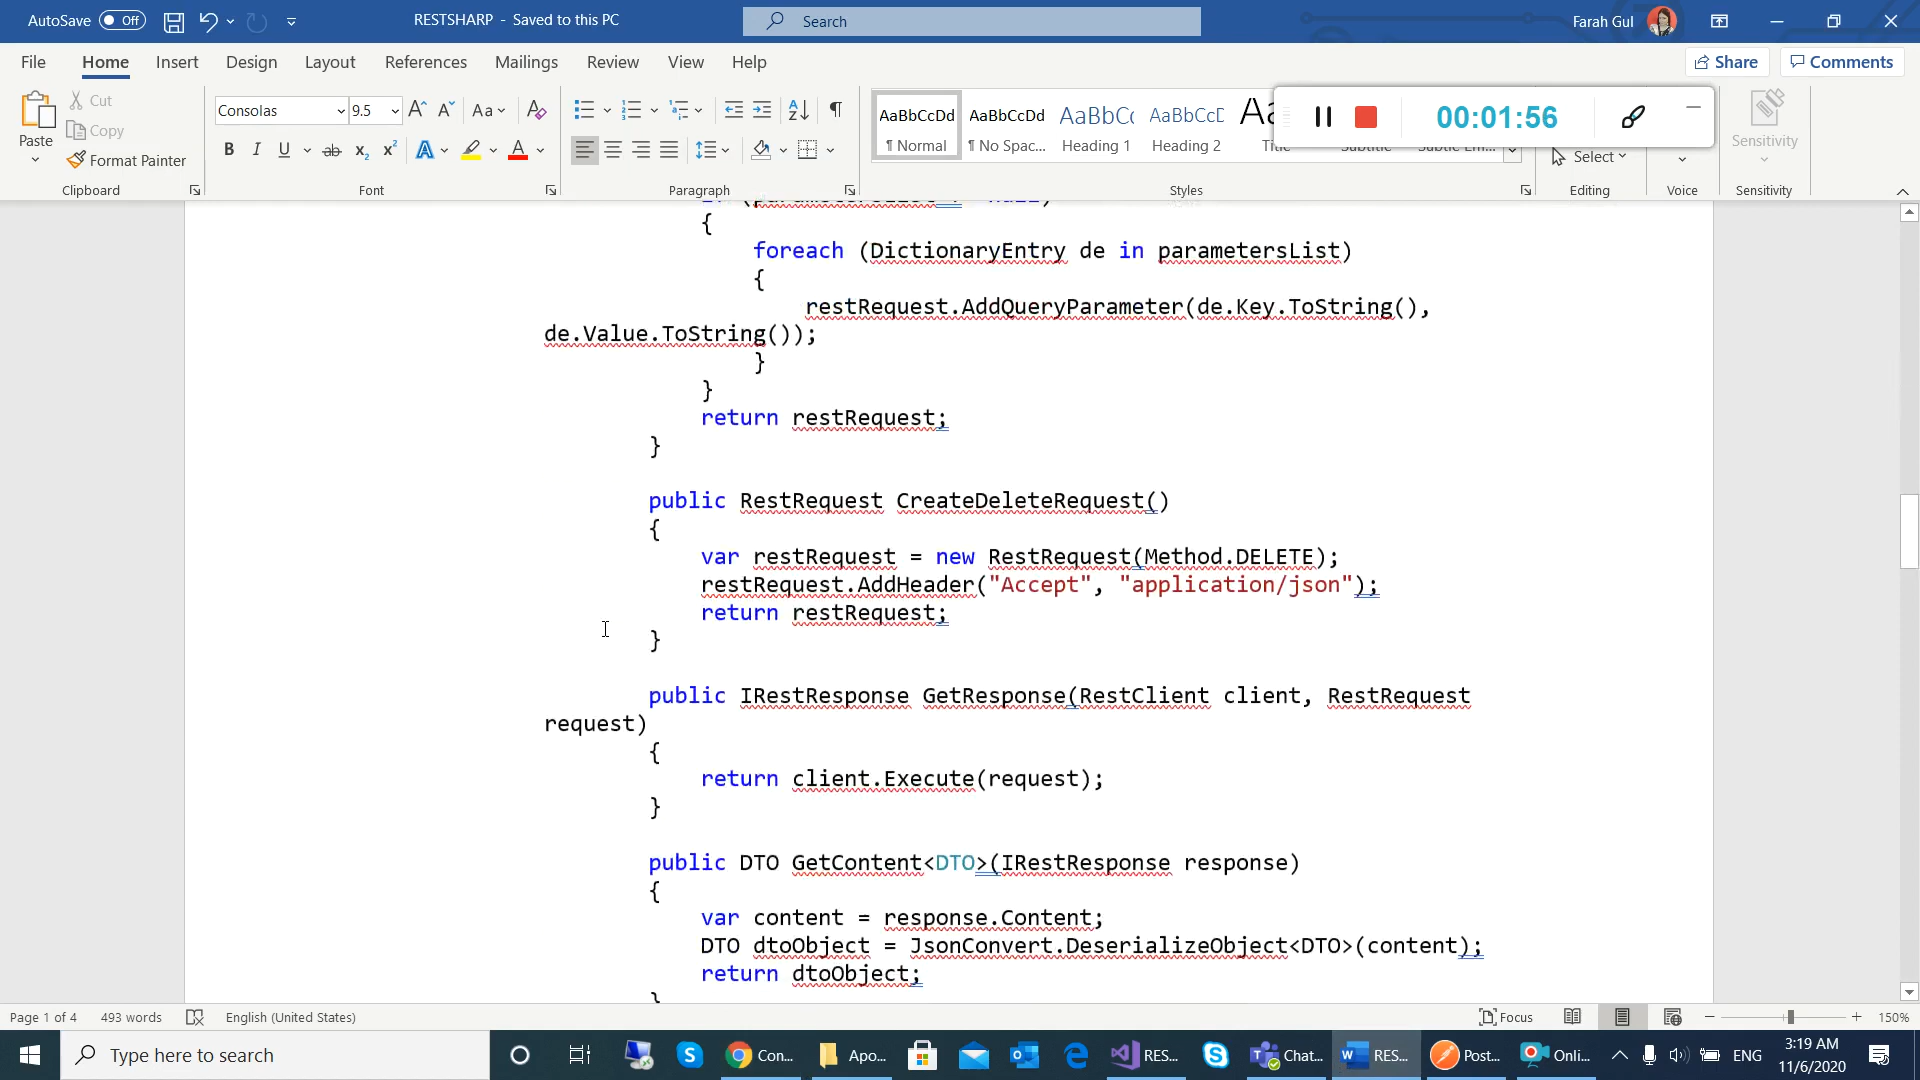 AutoSave Off
RESTSHARP - Saved to this PC
Search
Farah Gul
File Home Insert Design Layout References Mailings Review View Help
Share Comments
Paste
Cut
Copy
Format Painter
Clipboard
Consolas 9.5
Font
Paragraph
AaBbCcDd AaBbCcDd AaBbCc AaBbCcD
¶ Normal ¶ No Spac... Heading 1 Heading 2
Styles
00:01:56
Select
Editing
Voice
Sensitivity
Sensitivity
{
foreach (DictionaryEntry de in parametersList)
{
restRequest.AddQueryParameter(de.Key.ToString(),
de.Value.ToString());
}
}
return restRequest;
}
public RestRequest CreateDeleteRequest()
{
var restRequest = new RestRequest(Method.DELETE);
restRequest.AddHeader("Accept", "application/json");
return restRequest;
}
public IRestResponse GetResponse(RestClient client, RestRequest
request)
{
return client.Execute(request);
}
public DTO GetContent<DTO>(IRestResponse response)
{
var content = response.Content;
DTO dtoObject = JsonConvert.DeserializeObject<DTO>(content);
return dtoObject;
}
Page 1 of 4 493 words English (United States)
Focus
150%
Type here to search
Con... Apo... RES... Chat... RES... Post... Onli...
ENG
3:19 AM
11/6/2020